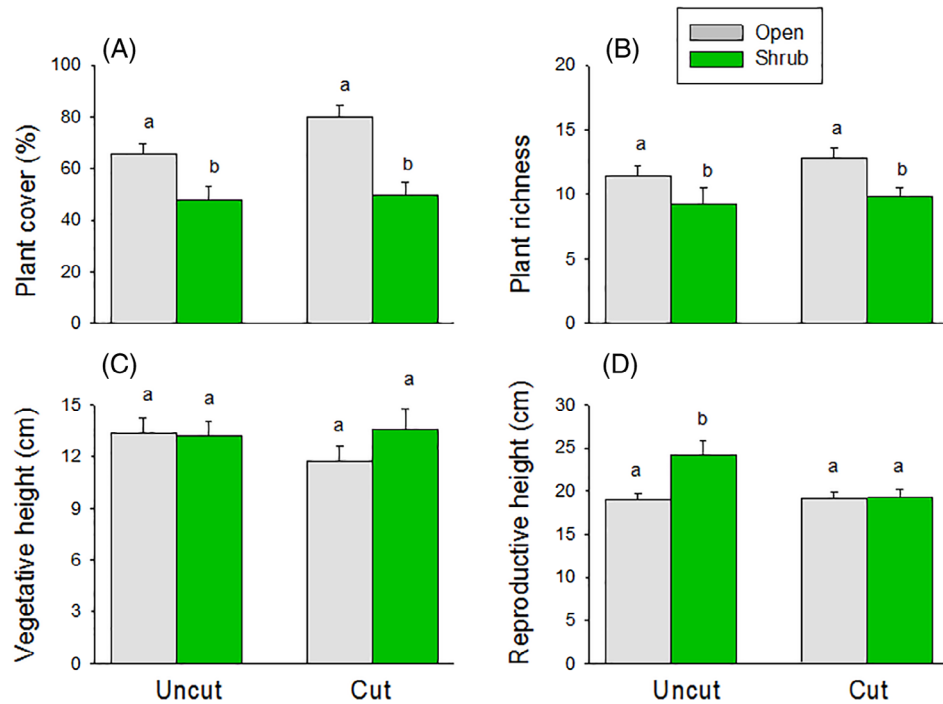 Open
Shrub
(A)
Plant cover (%)
100
80
60
40
20
0
a
b
a
b
(B)
Plant richness
20
15
10
5
0
a
b
a
b
(C)
Vegetative height (cm)
15
12
9
6
3
0
a
a
a
a
Uncut
Cut
(D)
Reproductive height (cm)
30
25
20
15
10
5
0
a
b
a
a
Uncut
Cut